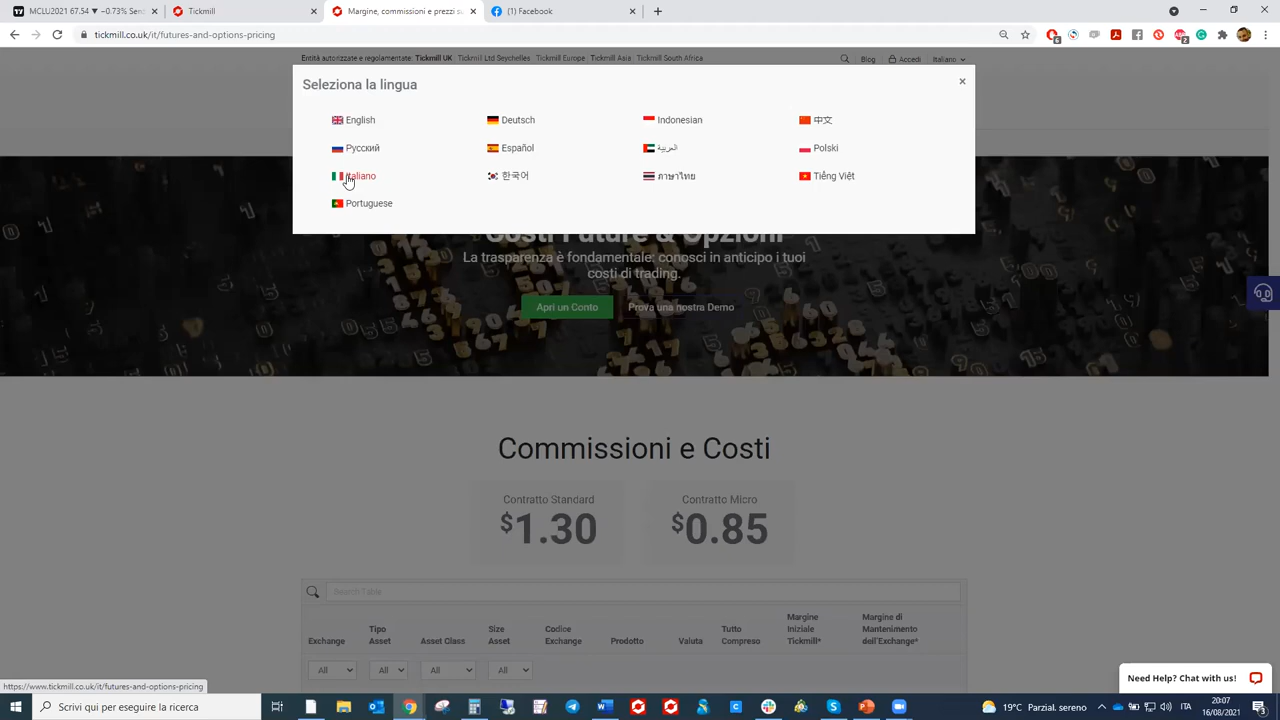 MCLU2021 67.54 ▼ −0.73% Sen
Tickmill
Margine, commissioni e prezzi su
(1) Facebook
tickmill.co.uk/it/futures-and-options-pricing
Entità autorizzate e regolamentate: Tickmill UK Tickmill Ltd Seychelles Tickmill Europe Tickmill Asia Tickmill South Africa
Blog Accedi Italiano
Seleziona la lingua
English Deutsch Indonesian 中文
Русский Español العربية Polski
Italiano 한국어 ภาษาไทย Tiếng Việt
Portuguese
Costi Future & Opzioni
La trasparenza è fondamentale: conosci in anticipo i tuoi
costi di trading.
Apri un Conto Prova una nostra Demo
Commissioni e Costi
Contratto Standard Contratto Micro
$1.30 $0.85
Search Table
Exchange Tipo Asset Asset Class Size Asset Codice Exchange Prodotto Valuta Tutto Compreso Margine Iniziale Tickmill* Margine di Mantenimento dell'Exchange*
All All All All
Need Help? Chat with us!
https://www.tickmill.co.uk/it/futures-and-options-pricing
Scrivi qui per eseguire la ricerca
19°C Parzial. sereno
ITA
20:07
16/08/2021